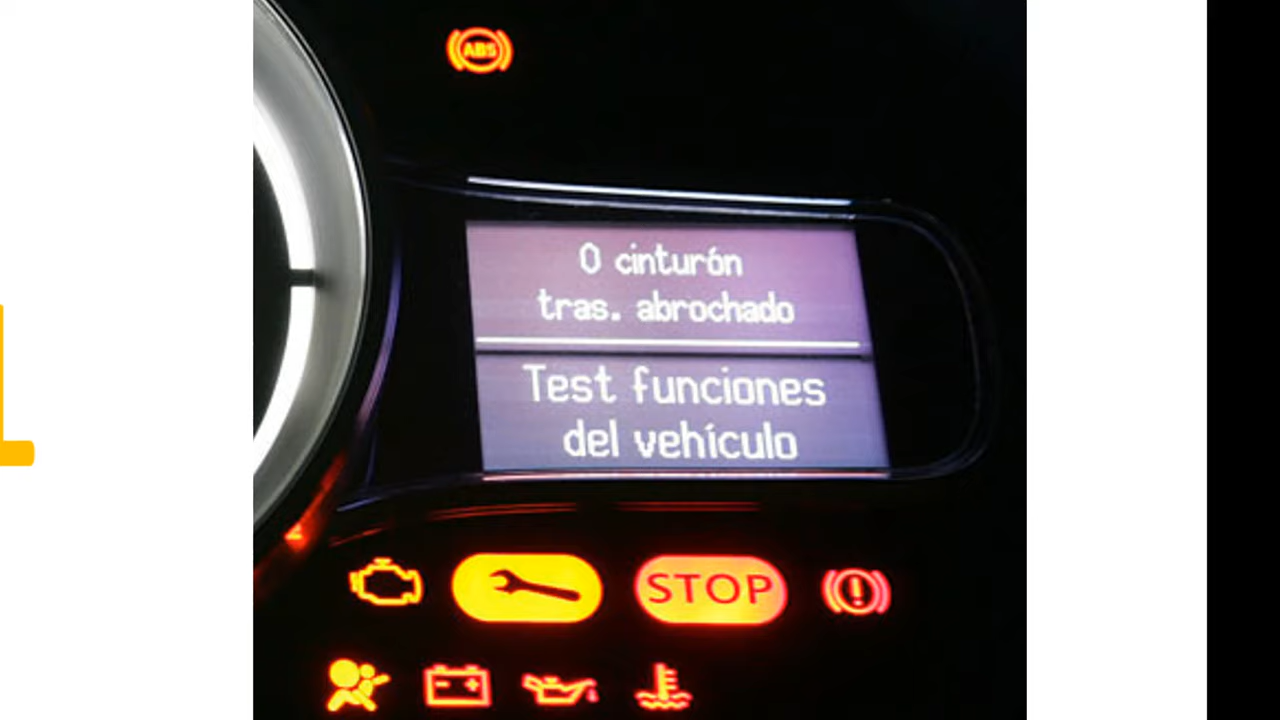 ABS
0 cinturón
tras. abrochado
Test funciones
del vehículo
STOP